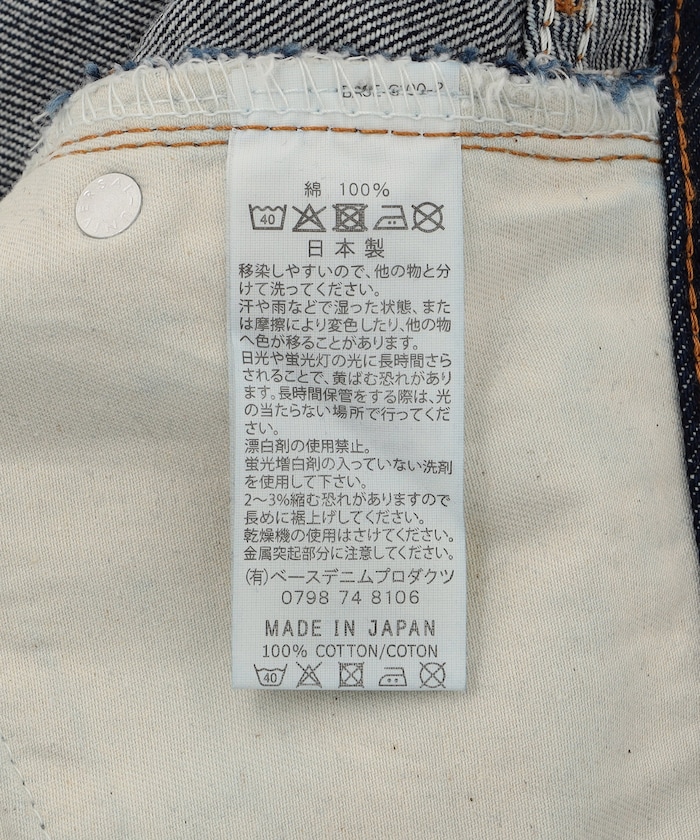 綿 100%
40
日本製
移染しやすいので、他の物と分
けて洗ってください。
汗や雨などで湿った状態、また
は摩擦により変色したり、他の物
へ色が移ることがあります。
日光や蛍光灯の光に長時間さら
されることで、黄ばむ恐れがあり
ます。長時間保管をする際は、光
の当たらない場所で行ってくだ
さい。
漂白剤の使用禁止。
蛍光増白剤の入っていない洗剤
を使用して下さい。
2〜3%縮む恐れがありますので
長めに裾上げしてください。
乾燥機の使用はさけてください。
金属突起部分に注意してください。
(有)ベースデニムプロダクツ
0798 74 8106
MADE IN JAPAN
100% COTTON/COTON
40